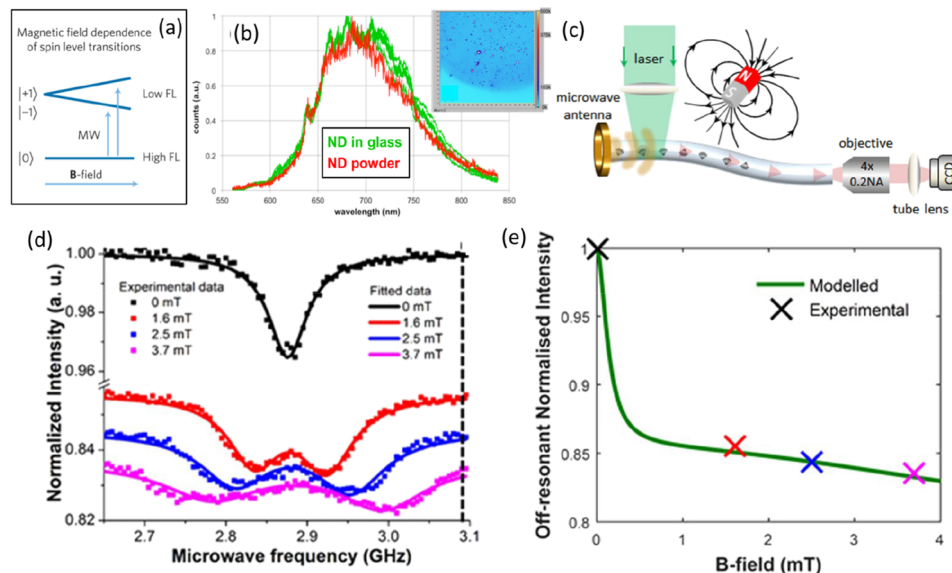 (a)
Magnetic field dependence
of spin level transitions
|+1⟩
|−1⟩
Low FL
MW
|0⟩
High FL
B-field
(b)
counts (a.u.)
1
0.8
0.6
0.4
0.2
0
ND in glass
ND powder
550 600 650 700 750 800 850
wavelength (nm)
(c)
laser
microwave
antenna
N
S
objective
4x
0.2NA
CCD
tube lens
(d)
Normalized Intensity (a. u.)
1.00
0.98
0.96
0.84
0.82
Experimental data
0 mT
1.6 mT
2.5 mT
3.7 mT
Fitted data
0 mT
1.6 mT
2.5 mT
3.7 mT
2.7 2.8 2.9 3.0 3.1
Microwave frequency (GHz)
(e)
Off-resonant Normalised Intensity
1
0.95
0.9
0.85
0.8
Modelled
Experimental
0 1 2 3 4
B-field (mT)